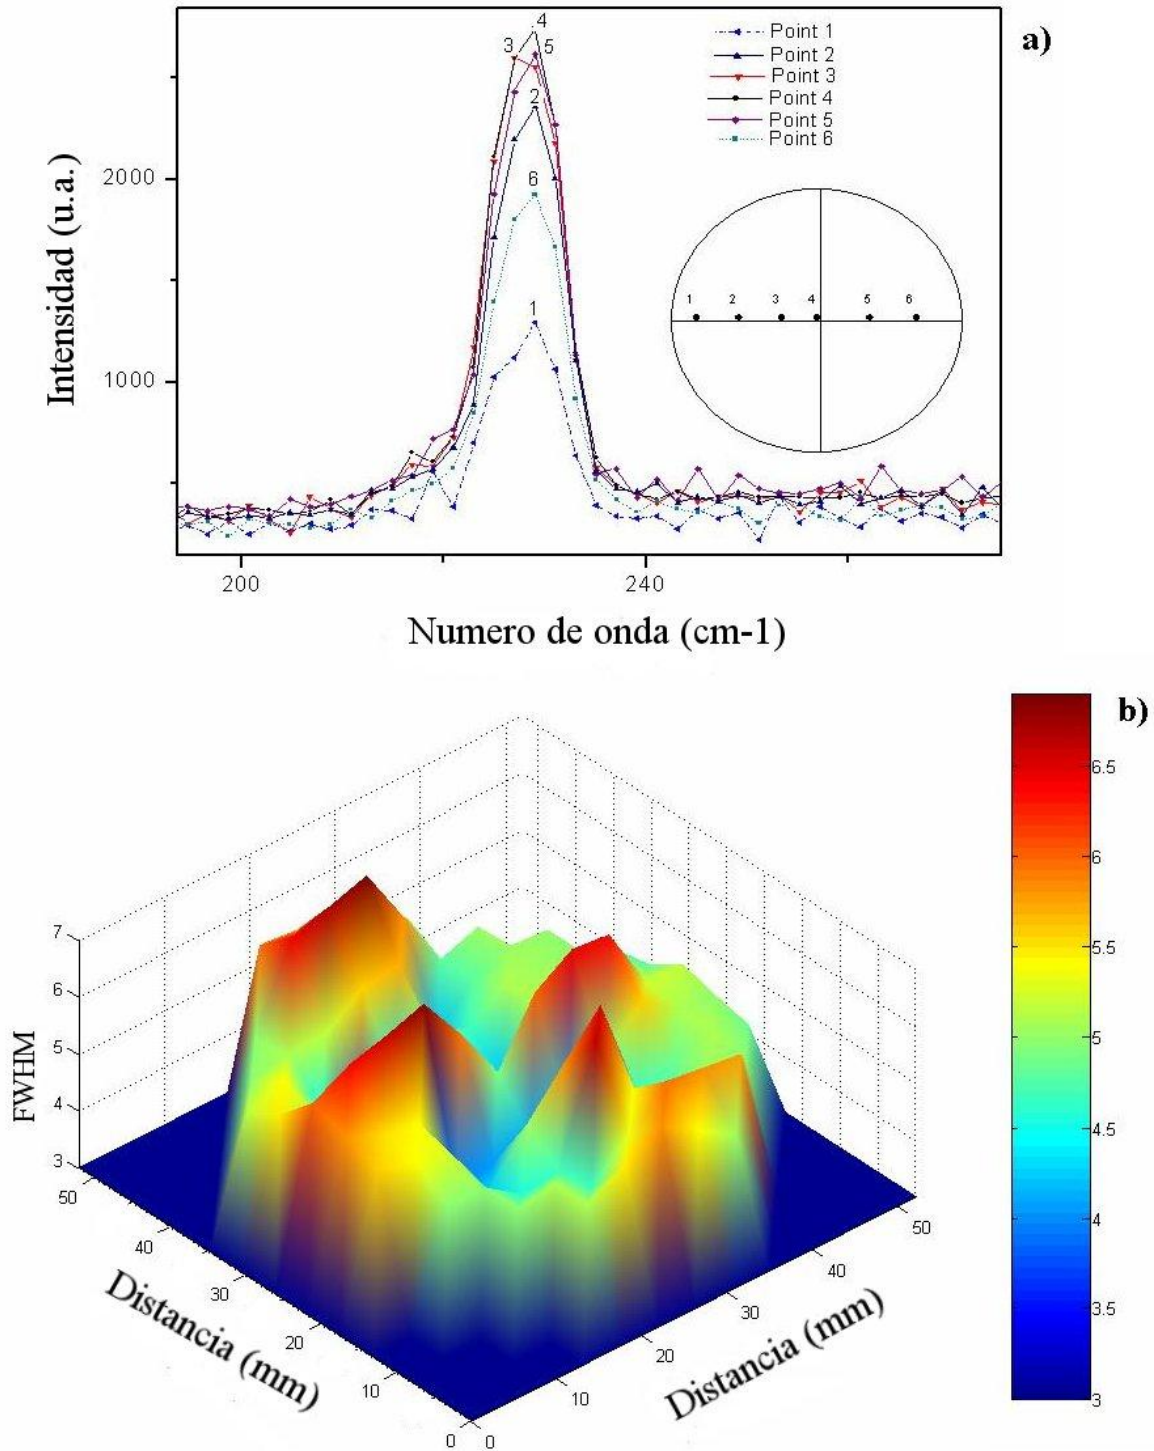 a)
4
3
5
2
6
1
Point 1
Point 2
Point 3
Point 4
Point 5
Point 6
2000
1000
Intensidad (u.a.)
1 2 3 4 5 6
200 240
Numero de onda (cm-1)
b)
6.5
6
5.5
5
4.5
4
3.5
3
7
6
5
4
3
FWHM
50
40
30
20
10
0
Distancia (mm)
0
10
20
30
40
50
Distancia (mm)